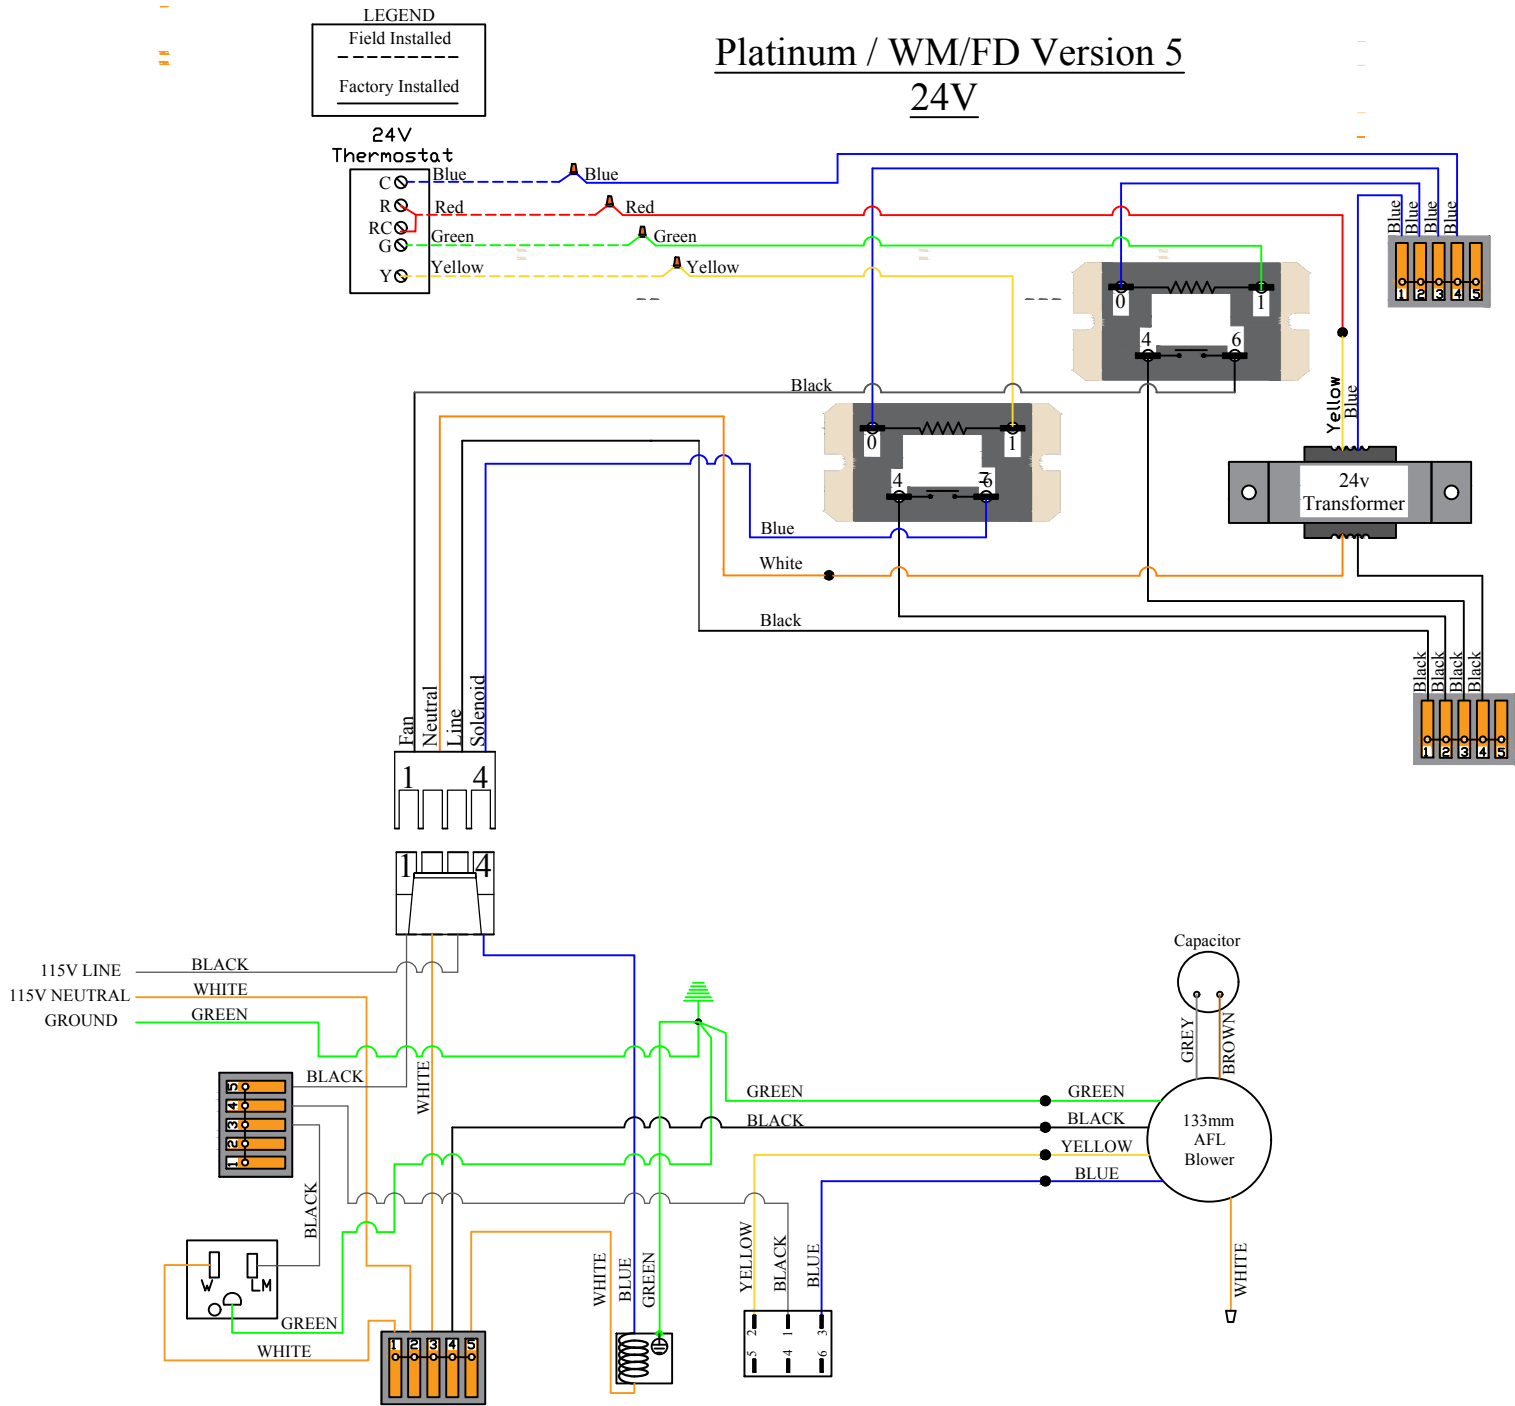 LEGEND
Field Installed
Factory Installed
Platinum / WM/FD Version 5
24V
24V
Thermostat
C
R
RC
G
Y
Blue
Red
Green
Yellow
Blue
Red
Green
Yellow
Blue
Blue
Blue
Blue
1 2 3 4 5
0
1
4
6
Black
0
1
4
6
Yellow
Blue
24v
Transformer
Blue
White
Black
Black
Black
Black
Black
1 2 3 4 5
Fan
Neutral
Line
Solenoid
1
4
1
4
115V LINE
BLACK
115V NEUTRAL
WHITE
GROUND
GREEN
Capacitor
GREY
BROWN
BLACK
WHITE
5
4
3
2
1
GREEN
BLACK
GREEN
BLACK
YELLOW
BLUE
133mm
AFL
Blower
BLACK
W
LM
GREEN
WHITE
1 2 3 4 5
WHITE
BLUE
GREEN
YELLOW
BLACK
BLUE
WHITE
2 1 3
5 4 6